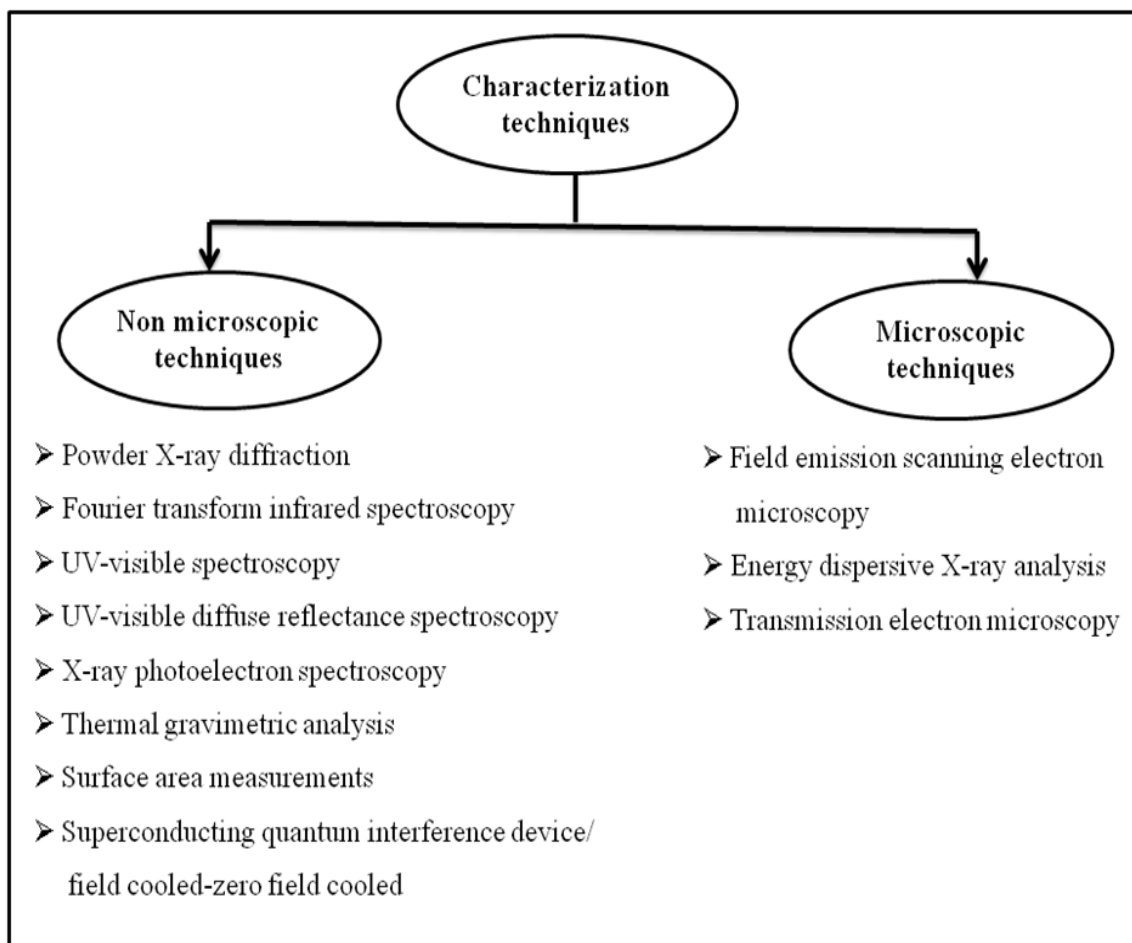 Characterization
techniques
Non microscopic
techniques
➤ Powder X-ray diffraction
➤ Fourier transform infrared spectroscopy
➤ UV-visible spectroscopy
➤ UV-visible diffuse reflectance spectroscopy
➤ X-ray photoelectron spectroscopy
➤ Thermal gravimetric analysis
➤ Surface area measurements
➤ Superconducting quantum interference device/
field cooled-zero field cooled
Microscopic
techniques
➤ Field emission scanning electron
microscopy
➤ Energy dispersive X-ray analysis
➤ Transmission electron microscopy